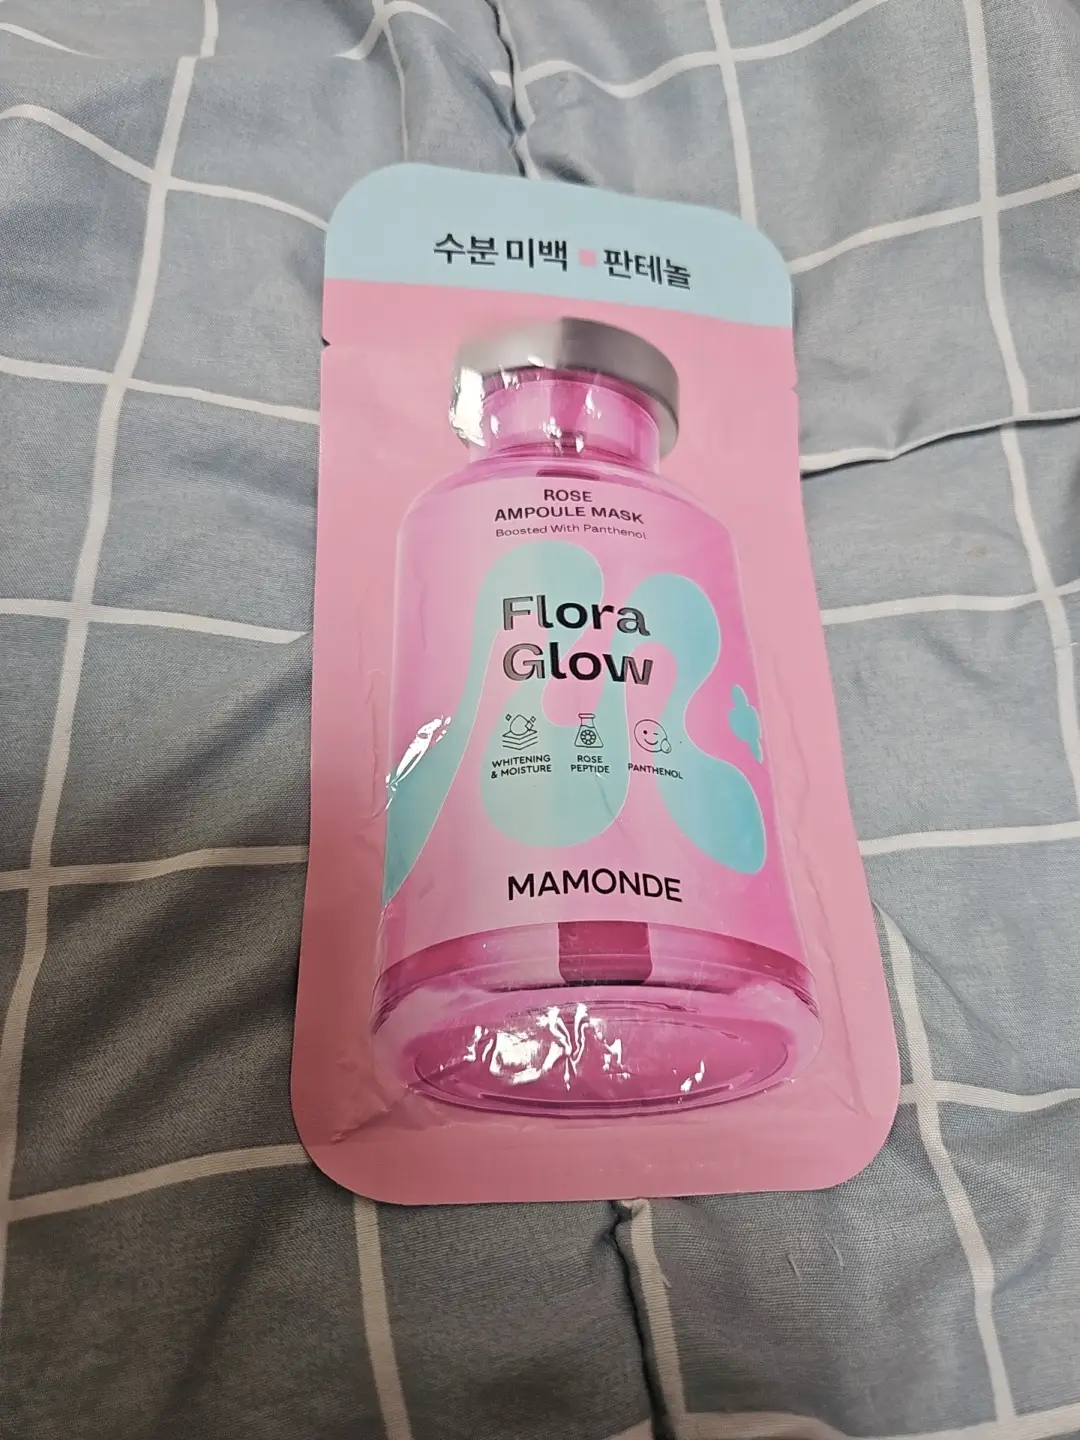 수분 미백 판테놀
ROSE
AMPOULE MASK
Boosted With Panthenol
Flora
Glow
WHITENING
& MOISTURE
ROSE
PEPTIDE
PANTHENOL
MAMONDE